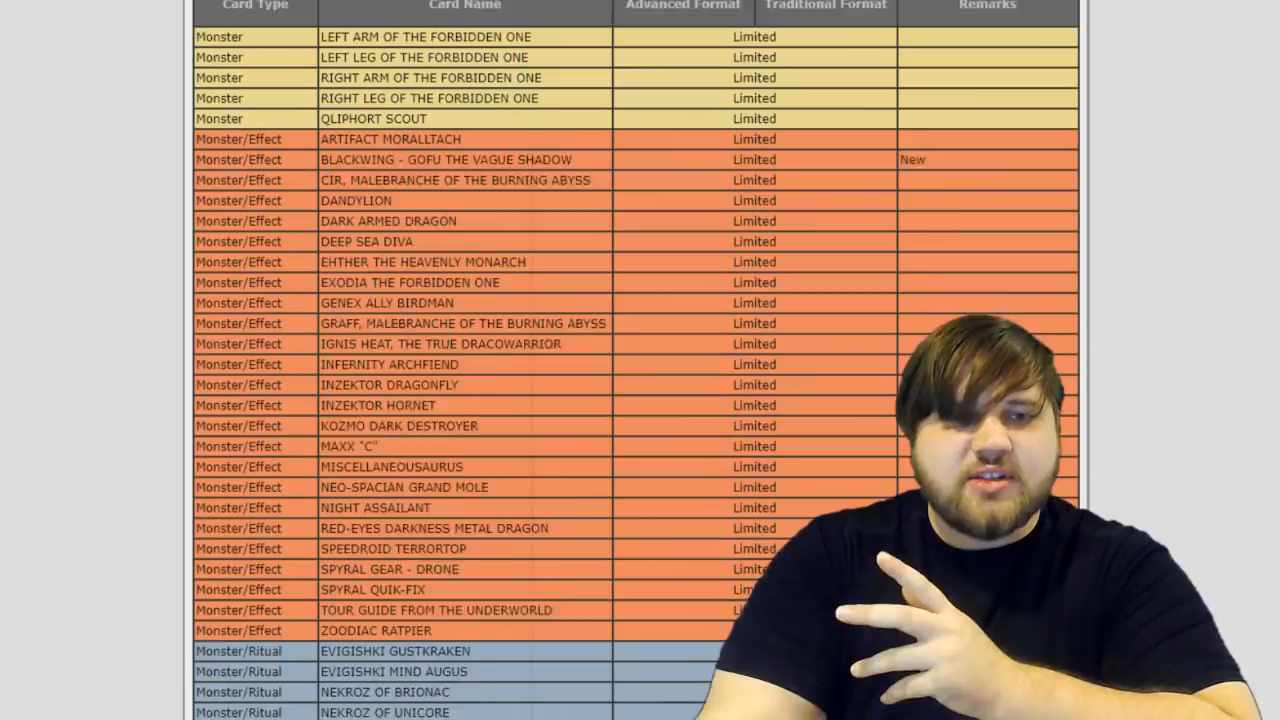 Card Type Card Name Advanced Format Traditional Format Remarks
Monster LEFT ARM OF THE FORBIDDEN ONE Limited
Monster LEFT LEG OF THE FORBIDDEN ONE Limited
Monster RIGHT ARM OF THE FORBIDDEN ONE Limited
Monster RIGHT LEG OF THE FORBIDDEN ONE Limited
Monster QLIPHORT SCOUT Limited
Monster/Effect ARTIFACT MORALLTACH Limited
Monster/Effect BLACKWING - GOFU THE VAGUE SHADOW Limited New
Monster/Effect CIR, MALEBRANCHE OF THE BURNING ABYSS Limited
Monster/Effect DANDYLION Limited
Monster/Effect DARK ARMED DRAGON Limited
Monster/Effect DEEP SEA DIVA Limited
Monster/Effect EHTHER THE HEAVENLY MONARCH Limited
Monster/Effect EXODIA THE FORBIDDEN ONE Limited
Monster/Effect GENEX ALLY BIRDMAN Limited
Monster/Effect GRAFF, MALEBRANCHE OF THE BURNING ABYSS Limited
Monster/Effect IGNIS HEAT, THE TRUE DRACOWARRIOR Limited
Monster/Effect INFERNITY ARCHFIEND Limited
Monster/Effect INZEKTOR DRAGONFLY Limited
Monster/Effect INZEKTOR HORNET Limited
Monster/Effect KOZMO DARK DESTROYER Limited
Monster/Effect MAXX "C" Limited
Monster/Effect MISCELLANEOUSAURUS Limited
Monster/Effect NEO-SPACIAN GRAND MOLE Limited
Monster/Effect NIGHT ASSAILANT Limited
Monster/Effect RED-EYES DARKNESS METAL DRAGON Limited
Monster/Effect SPEEDROID TERRORTOP Limited
Monster/Effect SPYRAL GEAR - DRONE Limited
Monster/Effect SPYRAL QUIK-FIX
Monster/Effect TOUR GUIDE FROM THE UNDERWORLD
Monster/Effect ZOODIAC RATPIER
Monster/Ritual EVIGISHKI GUSTKRAKEN
Monster/Ritual EVIGISHKI MIND AUGUS
Monster/Ritual NEKROZ OF BRIONAC
Monster/Ritual NEKROZ OF UNICORE